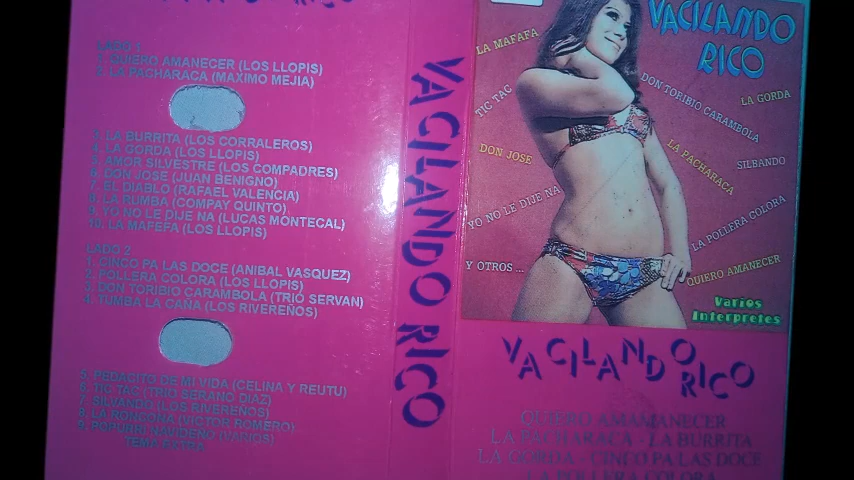 LADO 1
1. QUIERO AMANECER (LOS LLOPIS)
2. LA PACHARACA (MAXIMO MEJIA)
3. LA BURRITA (LOS CORRALEROS)
4. LA GORDA (LOS LLOPIS)
5. AMOR SILVESTRE (LOS COMPADRES)
6. DON JOSE (JUAN BENIGNO)
7. EL DIABLO (RAFAEL VALENCIA)
8. LA RUMBA (COMPAY QUINTO)
9. YO NO LE DIJE NA (LUCAS MONTECAL)
10. LA MAFEFA (LOS LLOPIS)
LADO 2
1. CINCO PA LAS DOCE (ANIBAL VASQUEZ)
2. POLLERA COLORA (LOS LLOPIS)
3. DON TORIBIO CARAMBOLA (TRIO SERVAN)
4. TUMBA LA CAÑA (LOS RIVEREÑOS)
5. PEDACITO DE MI VIDA (CELINA Y REUTU)
6. TIC TAC (TRIO SERANO DIAZ)
7. SILVANDO (LOS RIVEREÑOS)
8. LA RONCONA (VICTOR ROMERO)
9. POPURRI NAVIDEÑO (VARIOS)
TEMA EXTRA
VACILANDO RICO
VACILANDO
RICO
LA MAFAFA
TIC TAC
DON JOSE
YO NO LE DIJE NA
Y OTROS ...
DON TORIBIO CARAMBOLA
LA GORDA
LA PACHARACA
SILBANDO
LA POLLERA COLORA
QUIERO AMANECER
Varios
Interpretes
VACILANDO RICO
QUIERO AMAMANECER
LA PACHARACA - LA BURRITA
LA GORDA - CINCO PA LAS DOCE
LA POLLERA COLORA